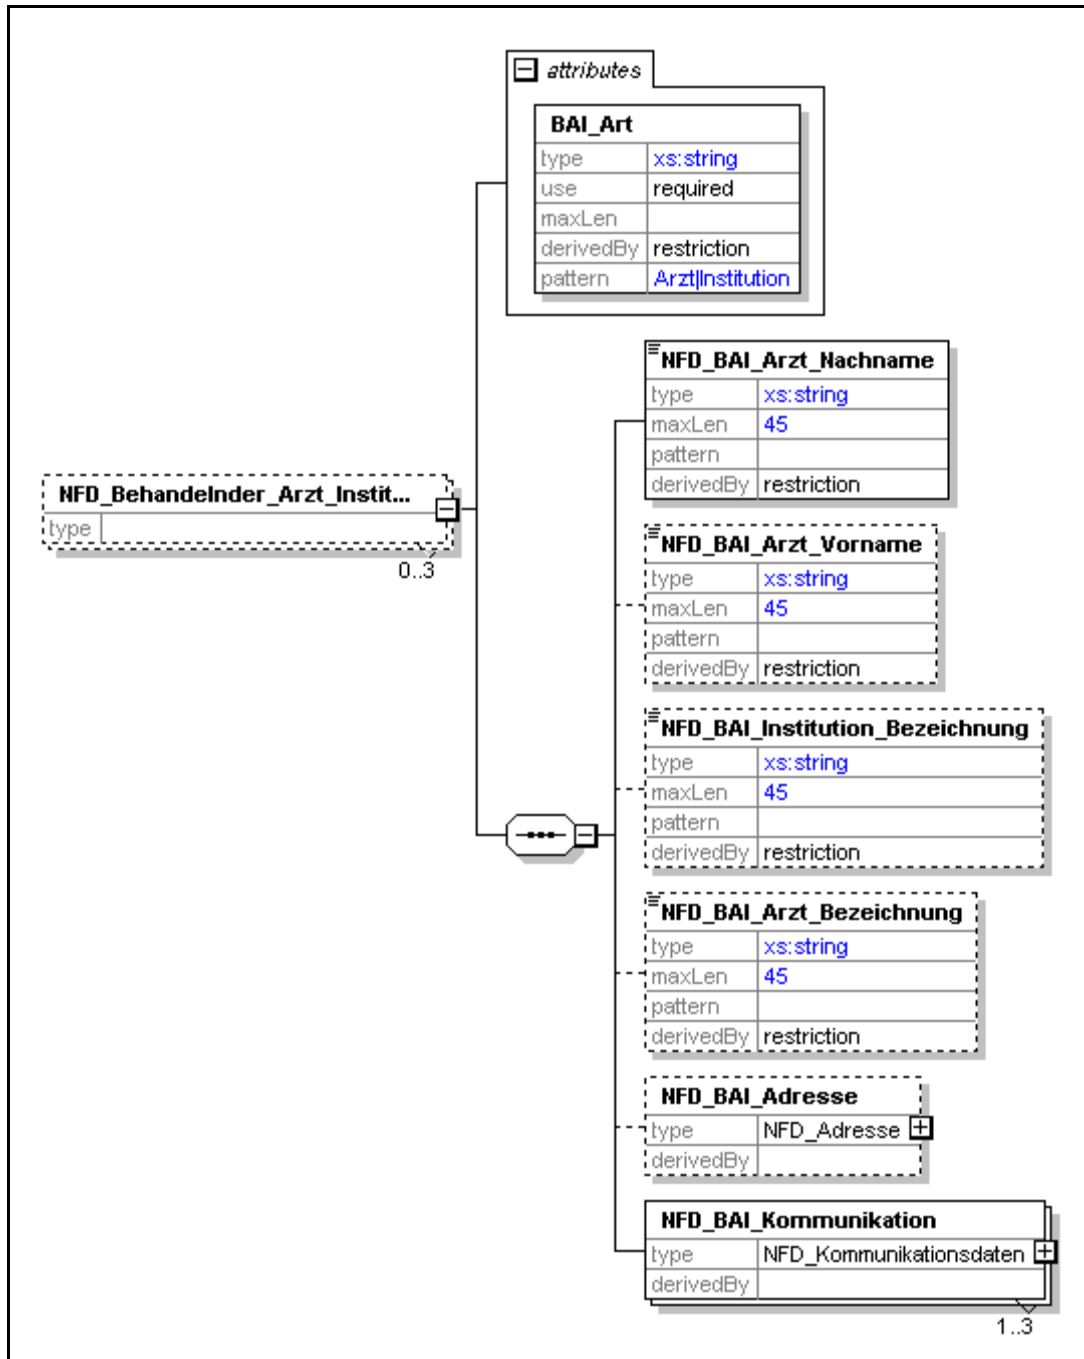 attributes
BAI_Art
type xs:string
use required
maxLen
derivedBy restriction
pattern Arzt|Institution
NFD_BAI_Arzt_Nachname
type xs:string
maxLen 45
pattern
derivedBy restriction
NFD_Behandelnder_Arzt_Instit...
type
0..3
NFD_BAI_Arzt_Vorname
type xs:string
maxLen 45
pattern
derivedBy restriction
NFD_BAI_Institution_Bezeichnung
type xs:string
maxLen 45
pattern
derivedBy restriction
NFD_BAI_Arzt_Bezeichnung
type xs:string
maxLen 45
pattern
derivedBy restriction
NFD_BAI_Adresse
type NFD_Adresse
derivedBy
NFD_BAI_Kommunikation
type NFD_Kommunikationsdaten
derivedBy
1..3